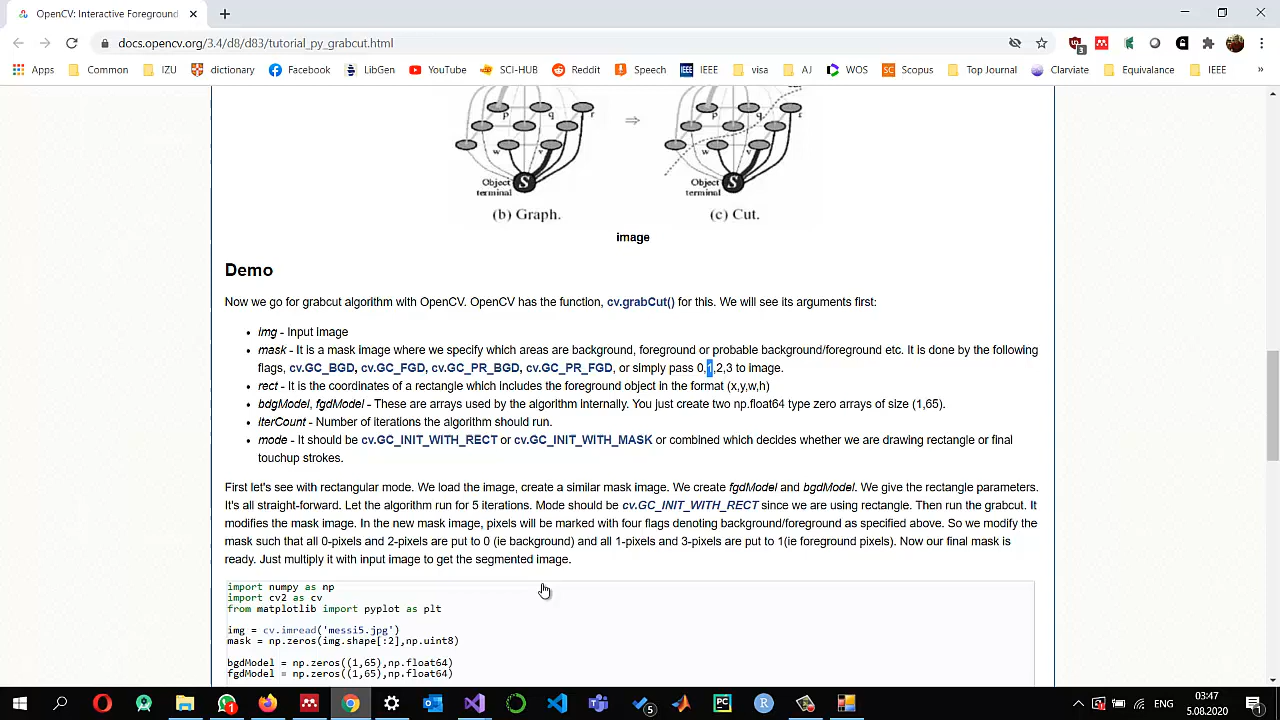 OpenCV: Interactive Foreground
docs.opencv.org/3.4/d8/d83/tutorial_py_grabcut.html
3
Apps Common IZU dictionary Facebook LibGen YouTube SCI-HUB Reddit Speech IEEE visa AJ WOS Scopus Top Journal Clarviate Equivalance IEEE »
p q r p q r
w v w v
Object terminal S Object terminal S
(b) Graph. (c) Cut.
image
Demo
Now we go for grabcut algorithm with OpenCV. OpenCV has the function, cv.grabCut() for this. We will see its arguments first:
• img - Input image
• mask - It is a mask image where we specify which areas are background, foreground or probable background/foreground etc. It is done by the following
flags, cv.GC_BGD, cv.GC_FGD, cv.GC_PR_BGD, cv.GC_PR_FGD, or simply pass 0,1,2,3 to image.
• rect - It is the coordinates of a rectangle which includes the foreground object in the format (x,y,w,h)
• bdgModel, fgdModel - These are arrays used by the algorithm internally. You just create two np.float64 type zero arrays of size (1,65).
• iterCount - Number of iterations the algorithm should run.
• mode - It should be cv.GC_INIT_WITH_RECT or cv.GC_INIT_WITH_MASK or combined which decides whether we are drawing rectangle or final
touchup strokes.
First let's see with rectangular mode. We load the image, create a similar mask image. We create fgdModel and bgdModel. We give the rectangle parameters.
It's all straight-forward. Let the algorithm run for 5 iterations. Mode should be cv.GC_INIT_WITH_RECT since we are using rectangle. Then run the grabcut. It
modifies the mask image. In the new mask image, pixels will be marked with four flags denoting background/foreground as specified above. So we modify the
mask such that all 0-pixels and 2-pixels are put to 0 (ie background) and all 1-pixels and 3-pixels are put to 1(ie foreground pixels). Now our final mask is
ready. Just multiply it with input image to get the segmented image.
import numpy as np
import cv2 as cv
from matplotlib import pyplot as plt
img = cv.imread('messi5.jpg')
mask = np.zeros(img.shape[:2],np.uint8)
bgdModel = np.zeros((1,65),np.float64)
fgdModel = np.zeros((1,65),np.float64)
1 5 PC R ENG 03:47
5.08.2020 1